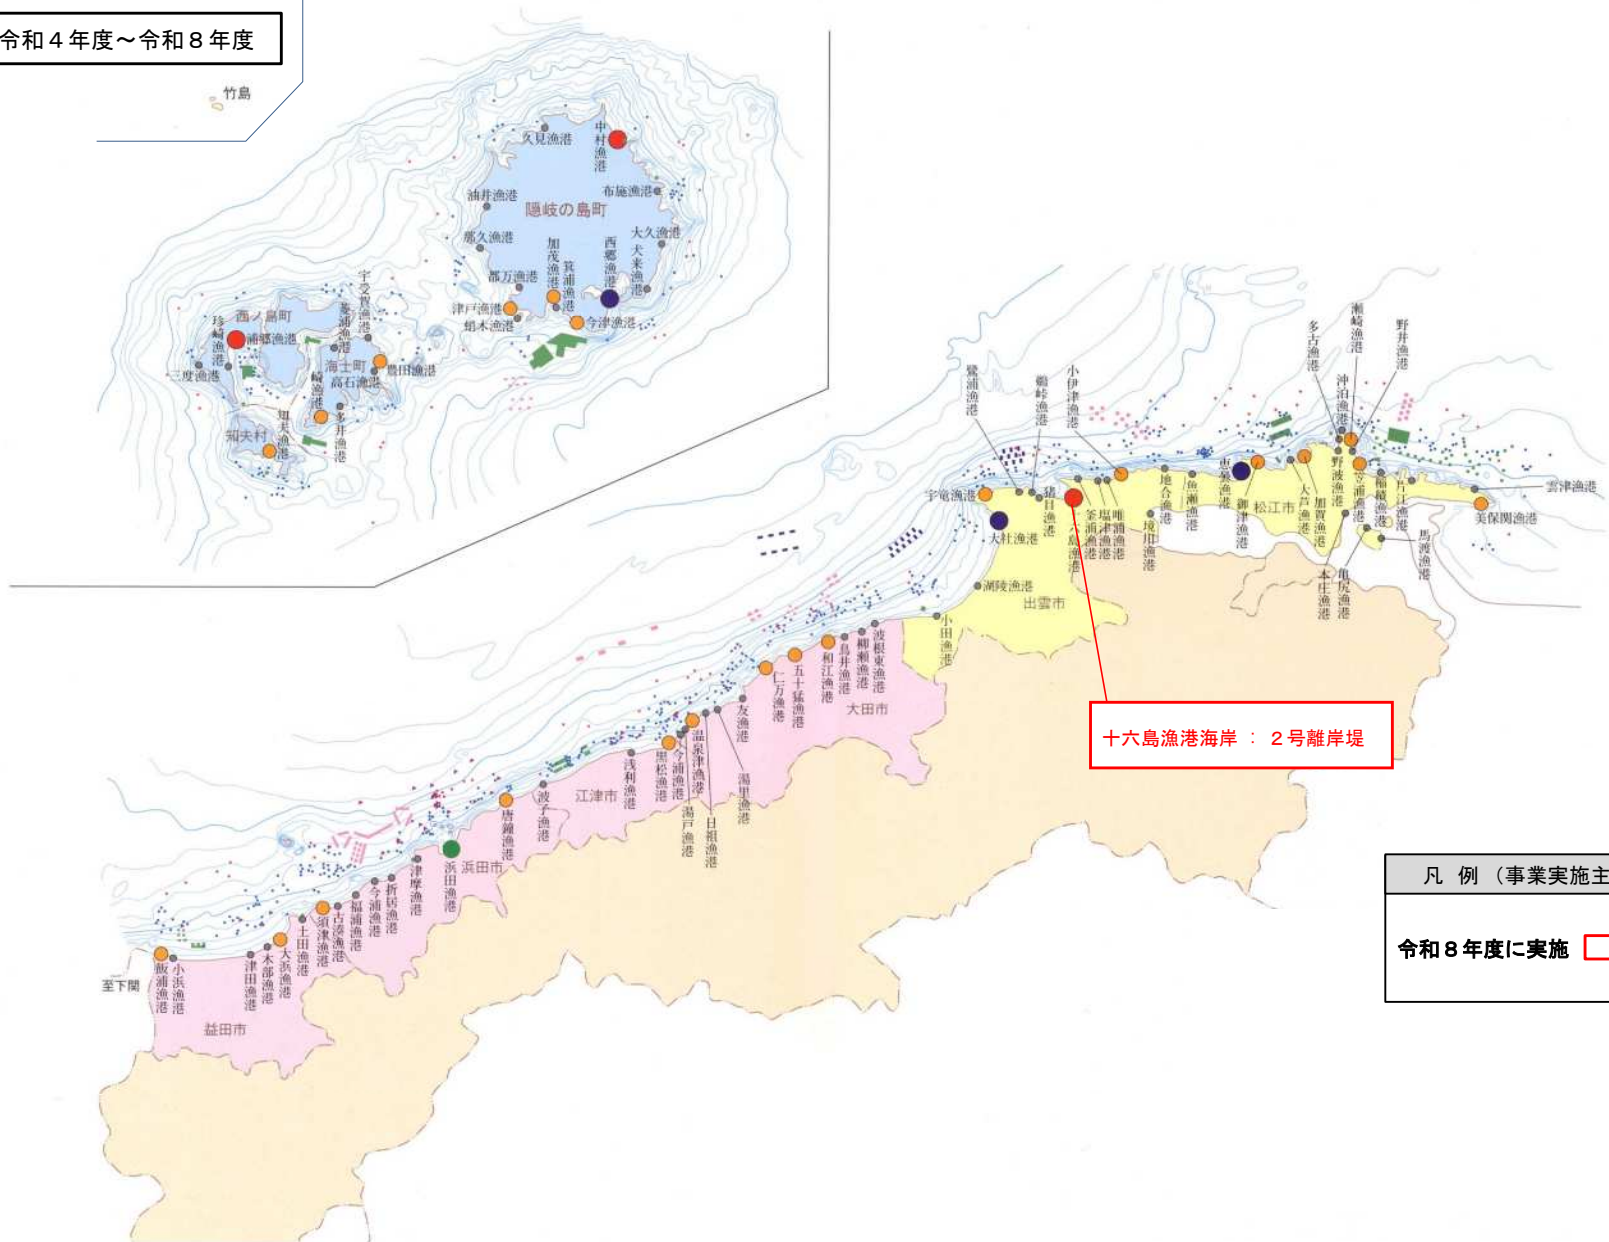 令和４年度～令和８年度
竹島
久見漁港
中村漁港
布施漁港
油井漁港
隠岐の島町
那久漁港
大久漁港
加茂漁港
西郷漁港
犬来漁港
箕浦漁港
都万漁港
津戸漁港
蛸木漁港
今津漁港
宇受賀漁港
菱浦漁港
西ノ島町
珍崎漁港
浦郷漁港
三度漁港
海士町
豊田漁港
高石漁港
崎漁港
多井漁港
知夫漁港
知夫村
瀬崎漁港
多古漁港
野井漁港
沖泊漁港
小伊津漁港
鷺浦漁港
鵜峠漁港
宇竜漁港
猪目漁港
大社漁港
十六島漁港
釜浦漁港
塩津漁港
唯浦漁港
地合漁港
境川漁港
魚瀬漁港
恵曇漁港
御津漁港
松江市
大芦漁港
加賀漁港
野波漁港
笠浦漁港
稲積漁港
片江漁港
雲津漁港
美保関漁港
馬渡漁港
亀尻漁港
本庄漁港
湖陵漁港
出雲市
小田漁港
波根東漁港
柳瀬漁港
鳥井漁港
和江漁港
大田市
五十猛漁港
仁万漁港
友漁港
湯里漁港
日祖漁港
温泉津漁港
湯戸漁港
今浦漁港
黒松漁港
浅利漁港
江津市
波子漁港
唐鐘漁港
浜田市
浜田漁港
津摩漁港
折居漁港
今浦漁港
福浦漁港
古湊漁港
須津漁港
土田漁港
大浜漁港
木部漁港
津田漁港
小浜漁港
飯浦漁港
至下関
益田市
十六島漁港海岸：２号離岸堤
凡 例 （事業実施主
令和８年度に実施